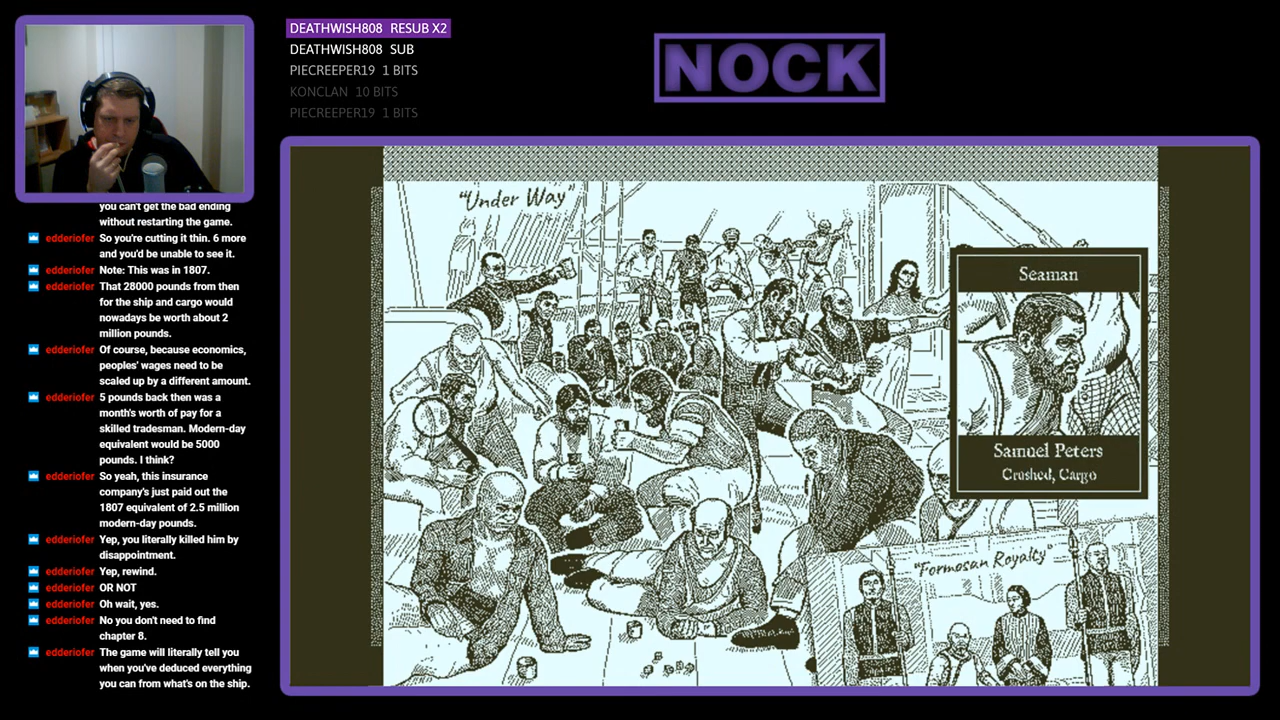 DEATHWISH808 RESUB X2
DEATHWISH808 SUB
PIECREEPER19 1 BITS
KONCLAN 10 BITS
PIECREEPER19 1 BITS
NOCK
you can't get the bad ending
without restarting the game.
edderiofer So you're cutting it thin. 6 more
and you'd be unable to see it.
edderiofer Note: This was in 1807.
edderiofer That 28000 pounds from then
for the ship and cargo would
nowadays be worth about 2
million pounds.
edderiofer Of course, because economics,
peoples' wages need to be
scaled up by a different amount.
edderiofer 5 pounds back then was a
month's worth of pay for a
skilled tradesman. Modern-day
equivalent would be 5000
pounds. I think?
edderiofer So yeah, this insurance
company's just paid out the
1807 equivalent of 2.5 million
modern-day pounds.
edderiofer Yep, you literally killed him by
disappointment.
edderiofer Yep, rewind.
edderiofer OR NOT
edderiofer Oh wait, yes.
edderiofer No you don't need to find
chapter 8.
edderiofer The game will literally tell you
when you've deduced everything
you can from what's on the ship.
"Under Way"
Seaman
Samuel Peters
Crushed, Cargo
"Formosan Royalty"